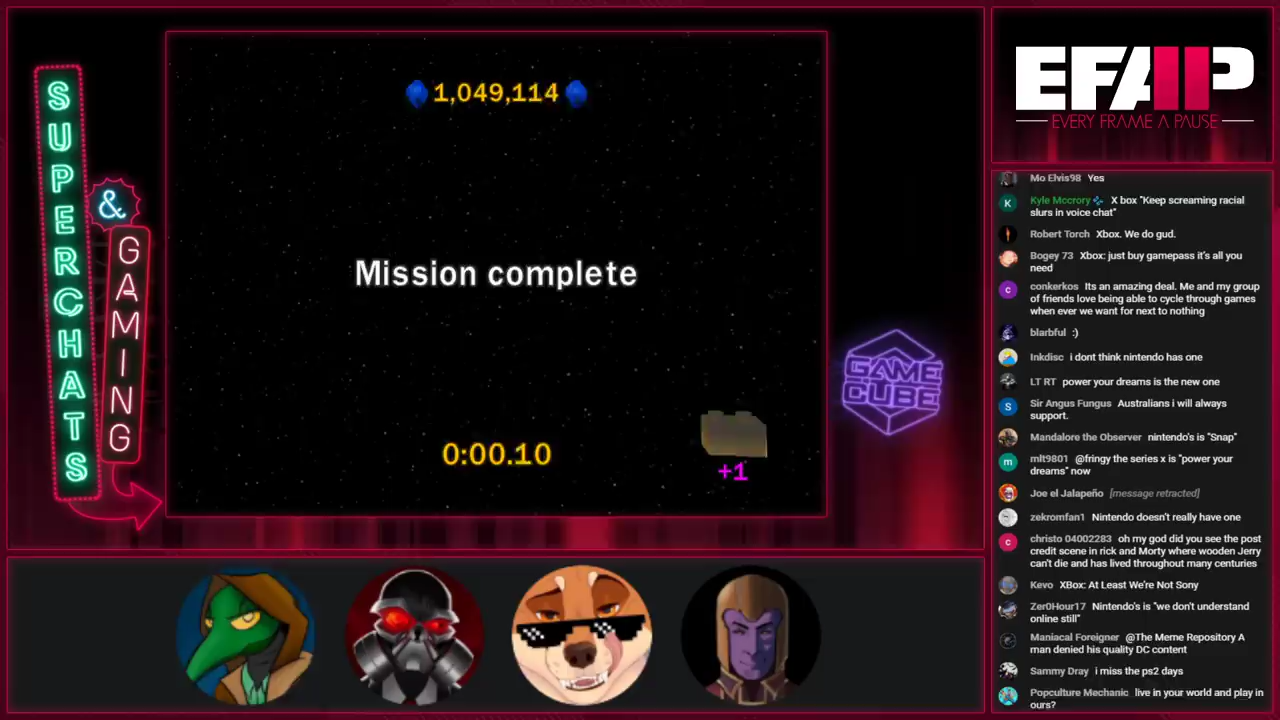 SUPERCHATS
&
GAMING
1,049,114
Mission complete
0:00.10
+1
GAME
CUBE
EFAP
EVERY FRAME A PAUSE
Mo Elvis98 Yes
K
Kyle Mccrory X box "Keep screaming racial
slurs in voice chat"
Robert Torch Xbox. We do gud.
Bogey 73 Xbox: just buy gamepass it's all you
need
c
conkerkos Its an amazing deal. Me and my group
of friends love being able to cycle through games
when ever we want for next to nothing
blarbful :)
Inkdisc i dont think nintendo has one
LT RT power your dreams is the new one
S
Sir Angus Fungus Australians i will always
support.
Mandalore the Observer nintendo's is "Snap"
m
mlt9801 @fringy the series x is "power your
dreams" now
Joe el Jalapeño [message retracted]
zekromfan1 Nintendo doesn't really have one
c
christo 04002283 oh my god did you see the post
credit scene in rick and Morty where wooden Jerry
can't die and has lived throughout many centuries
Kevo XBox: At Least We're Not Sony
Zer0Hour17 Nintendo's is "we don't understand
online still"
Maniacal Foreigner @The Meme Repository A
man denied his quality DC content
Sammy Dray i miss the ps2 days
Popculture Mechanic live in your world and play in
ours?